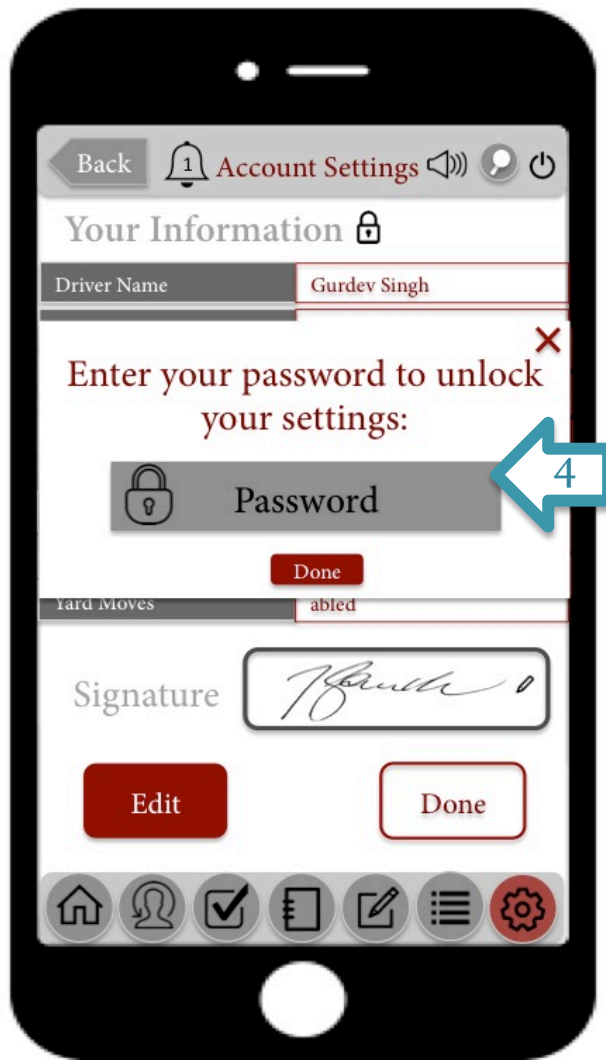 Back 1 Account Settings
Your Information
Driver Name Gurdev Singh
Enter your password to unlock
your settings:
4
Password
Done
Yard Moves abled
Signature
Edit Done